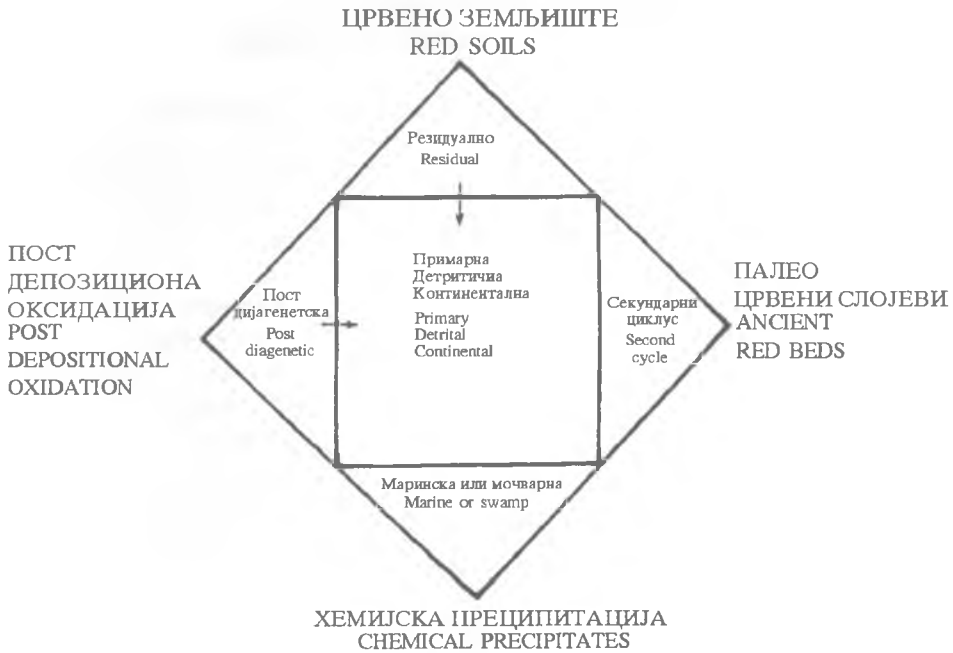 ЦРВЕНО ЗЕМЉИШТЕ
RED SOILS
Резидуално
Residual
ПОСТ
ДЕПОЗИЦИОНА
ОКСИДАЦИЈА
POST
DEPOSITIONAL
OXIDATION
Пост
дијагенетска
Post
diagenetic
Примарна
Детритична
Континентална
Primary
Detrital
Continental
Секундарни
циклус
Second
cycle
ПАЛЕО
ЦРВЕНИ СЛОЈЕВИ
ANCIENT
RED BEDS
Маринска или мочварна
Marine or swamp
ХЕМИЈСКА ПРЕЦИПИТАЦИЈА
CHEMICAL PRECIPITATES